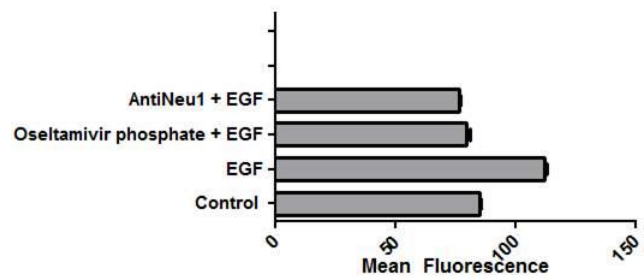 AntiNeu1 + EGF
Oseltamivir phosphate + EGF
EGF
Control
0
50
100
150
Mean Fluorescence